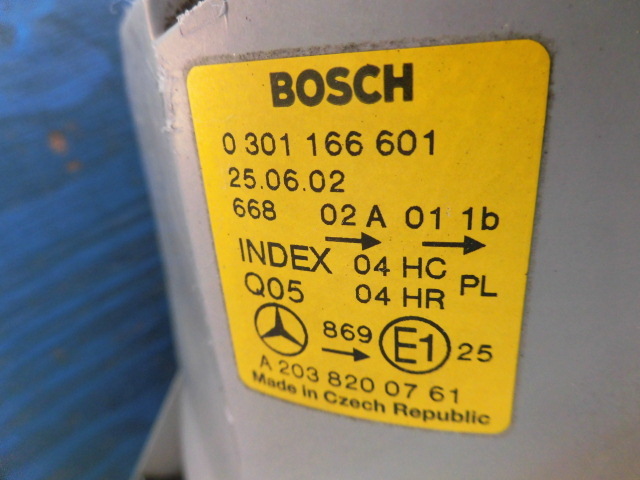 BOSCH
0 301 166 601
25.06.02
668 02 A 01 1b
INDEX 04 HC PL
Q05 04 HR
869 E1 25
A 203 820 07 61
Made in Czech Republic